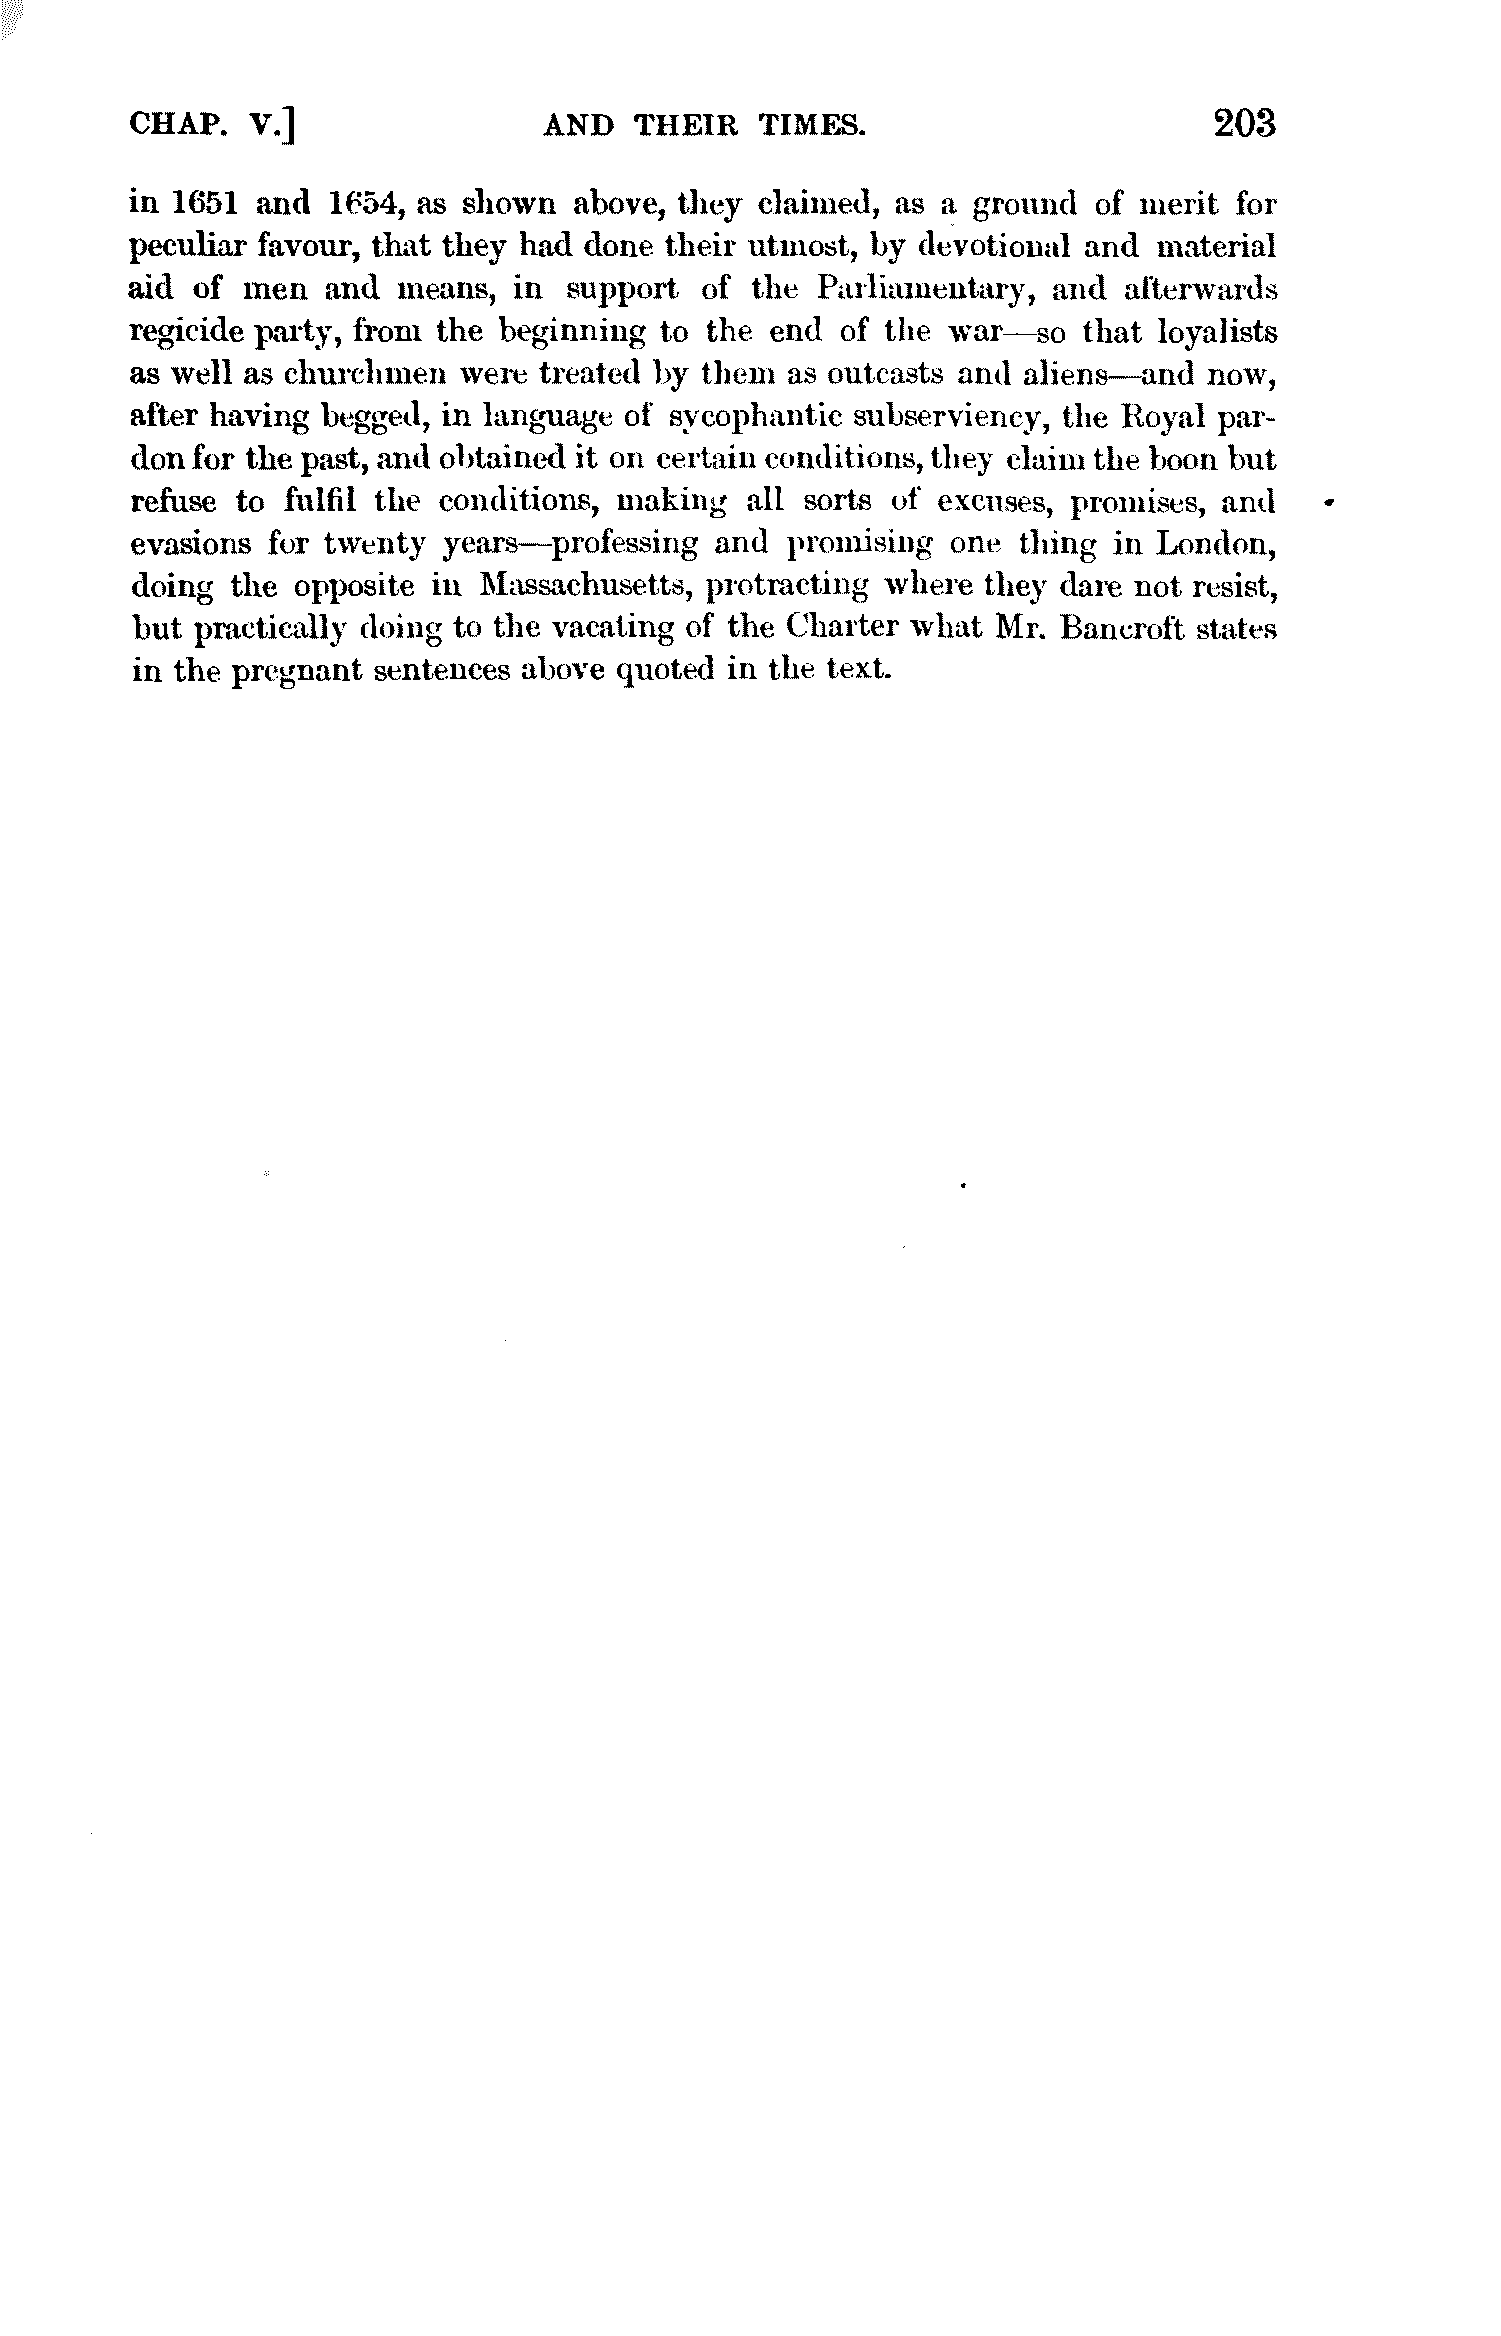 CHAP. V.] AND THEIR TIMES. 203
in 1651 and 1654, as shown above, they claimed, as a ground of merit for
peculiar favour, that they had done their utmost, by devotional and material
aid of men and means, in support of the Parliamentary, and afterwards
regicide party, from the beginning to the end of the war—so that loyalists
as well as churchmen were treated by them as outcasts and aliens—and now,
after having begged, in language of sycophantic subserviency, the Royal par-
don for the past, and obtained it on certain conditions, they claim the boon but
refuse to fulfil the conditions, making all sorts of excuses, promises, and
evasions for twenty years—professing and promising one thing in London,
doing the opposite in Massachusetts, protracting where they dare not resist,
but practically doing to the vacating of the Charter what Mr. Bancroft states
in the pregnant sentences above quoted in the text.